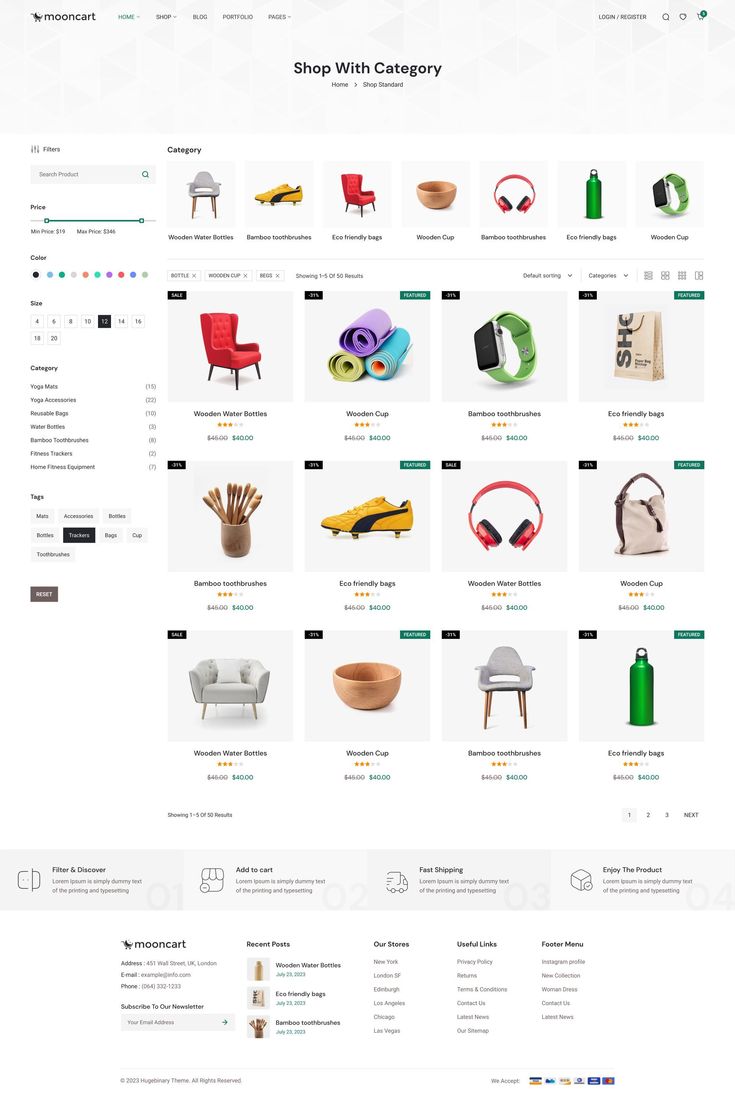 mooncart
HOME SHOP BLOG PORTFOLIO PAGES LOGIN / REGISTER
Shop With Category
Home > Shop Standard
Filters
Search Product
Price
Min Price: $19 Max Price: $346
Color
Size
4 6 8 10 12 14 16
18 20
Category
Yoga Mats (15)
Yoga Accessories (22)
Reusable Bags (10)
Water Bottles (3)
Bamboo Toothbrushes (8)
Fitness Trackers (2)
Home Fitness Equipment (7)
Tags
Mats Accessories Bottles
Bottles Trackers Bags Cup
Toothbrushes
RESET
Category
Wooden Water Bottles Bamboo toothbrushes Eco friendly bags Wooden Cup Bamboo toothbrushes Eco friendly bags Wooden Cup
BOTTLE WOODEN CUP BEGS Showing 1-5 Of 50 Results Default sorting Categories
SALE -31% FEATURED -31% -31% FEATURED
SHC
Paper Bag
Wooden Water Bottles Wooden Cup Bamboo toothbrushes Eco friendly bags
$45.00 $40.00 $45.00 $40.00 $45.00 $40.00 $45.00 $40.00
-31% -31% FEATURED SALE -31% FEATURED
Bamboo toothbrushes Eco friendly bags Wooden Water Bottles Wooden Cup
$45.00 $40.00 $45.00 $40.00 $45.00 $40.00 $45.00 $40.00
SALE -31% FEATURED -31% -31% FEATURED
Wooden Water Bottles Wooden Cup Bamboo toothbrushes Eco friendly bags
$45.00 $40.00 $45.00 $40.00 $45.00 $40.00 $45.00 $40.00
Showing 1-5 Of 50 Results 1 2 3 NEXT
Filter & Discover
Lorem Ipsum is simply dummy text
of the printing and typesetting
01
Add to cart
Lorem Ipsum is simply dummy text
of the printing and typesetting
02
Fast Shipping
Lorem Ipsum is simply dummy text
of the printing and typesetting
03
Enjoy The Product
Lorem Ipsum is simply dummy text
of the printing and typesetting
04
mooncart
Address : 451 Wall Street, UK, London
E-mail : example@info.com
Phone : (064) 332-1233
Subscribe To Our Newsletter
Your Email Address
Recent Posts
Wooden Water Bottles
July 23, 2023
Eco friendly bags
July 23, 2023
Bamboo toothbrushes
July 23, 2023
Our Stores
New York
London SF
Edinburgh
Los Angeles
Chicago
Las Vegas
Useful Links
Privacy Policy
Returns
Terms & Conditions
Contact Us
Latest News
Our Sitemap
Footer Menu
Instagram profile
New Collection
Woman Dress
Contact Us
Latest News
© 2023 Hugebinary Theme. All Rights Reserved.
We Accept: